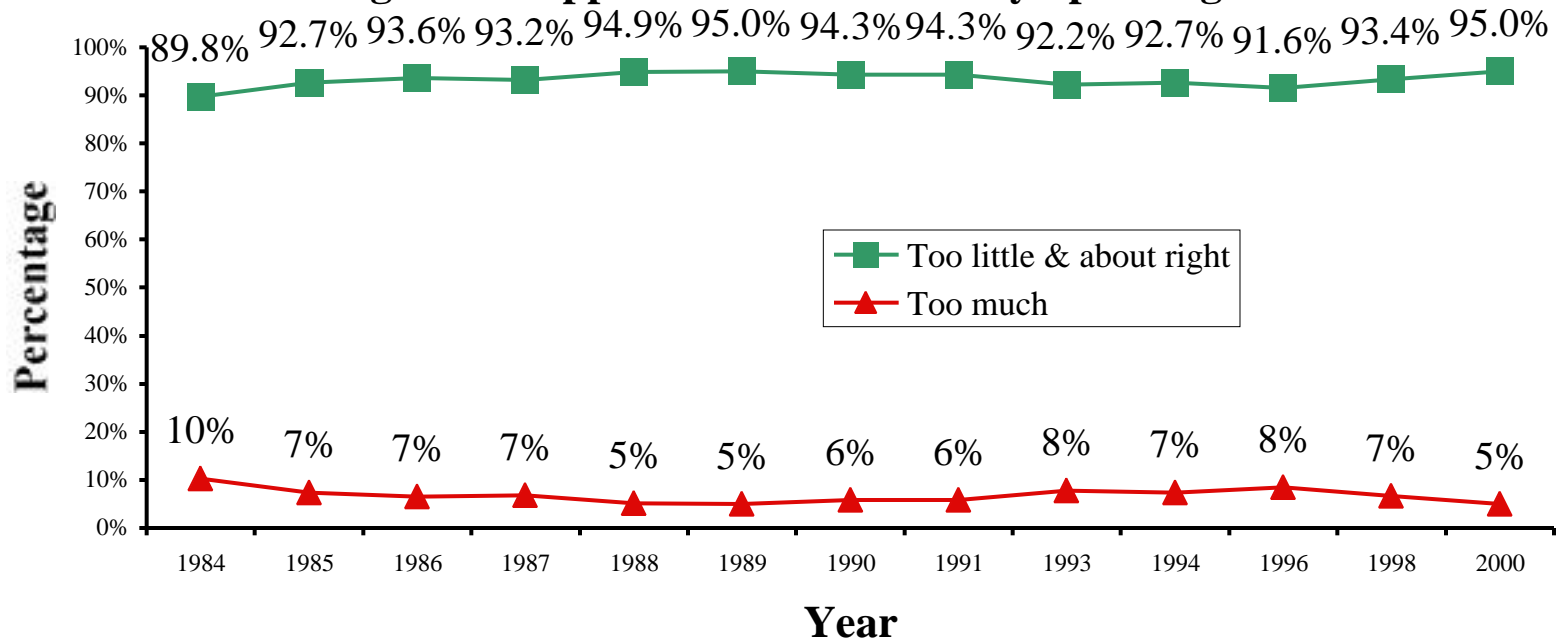 89.8% 92.7% 93.6% 93.2% 94.9% 95.0% 94.3% 94.3% 92.2% 92.7% 91.6% 93.4% 95.0%
100%
90%
80%
70%
60%
50%
40%
30%
20%
10%
0%
Percentage
Too little & about right
Too much
10% 7% 7% 7% 5% 5% 6% 6% 8% 7% 8% 7% 5%
1984 1985 1986 1987 1988 1989 1990 1991 1993 1994 1996 1998 2000
Year